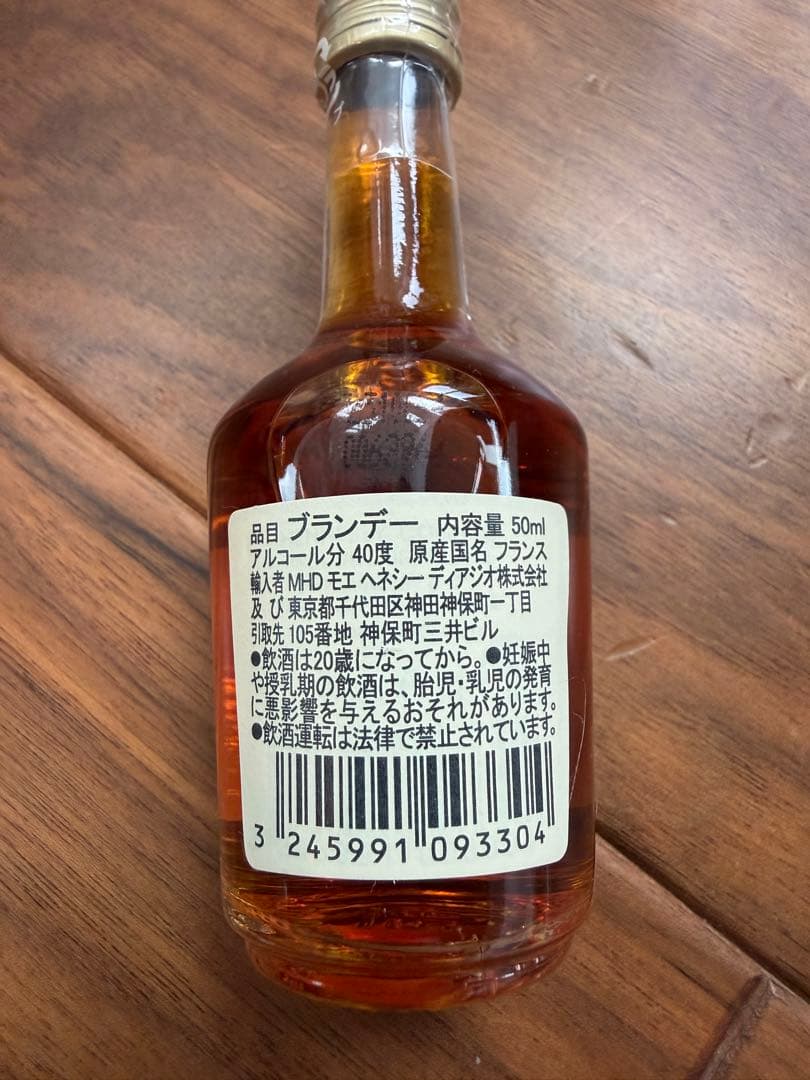 品目 ブランデー 内容量 50ml
アルコール分 40度 原産国名 フランス
輸入者 MHD モエ ヘネシー ディアジオ株式会社
及び 東京都千代田区神田神保町一丁目
引取先 105番地 神保町三井ビル
●飲酒は20歳になってから。●妊娠中
や授乳期の飲酒は、胎児・乳児の発育
に悪影響を与えるおそれがあります。
●飲酒運転は法律で禁止されています。
3 245991 093304